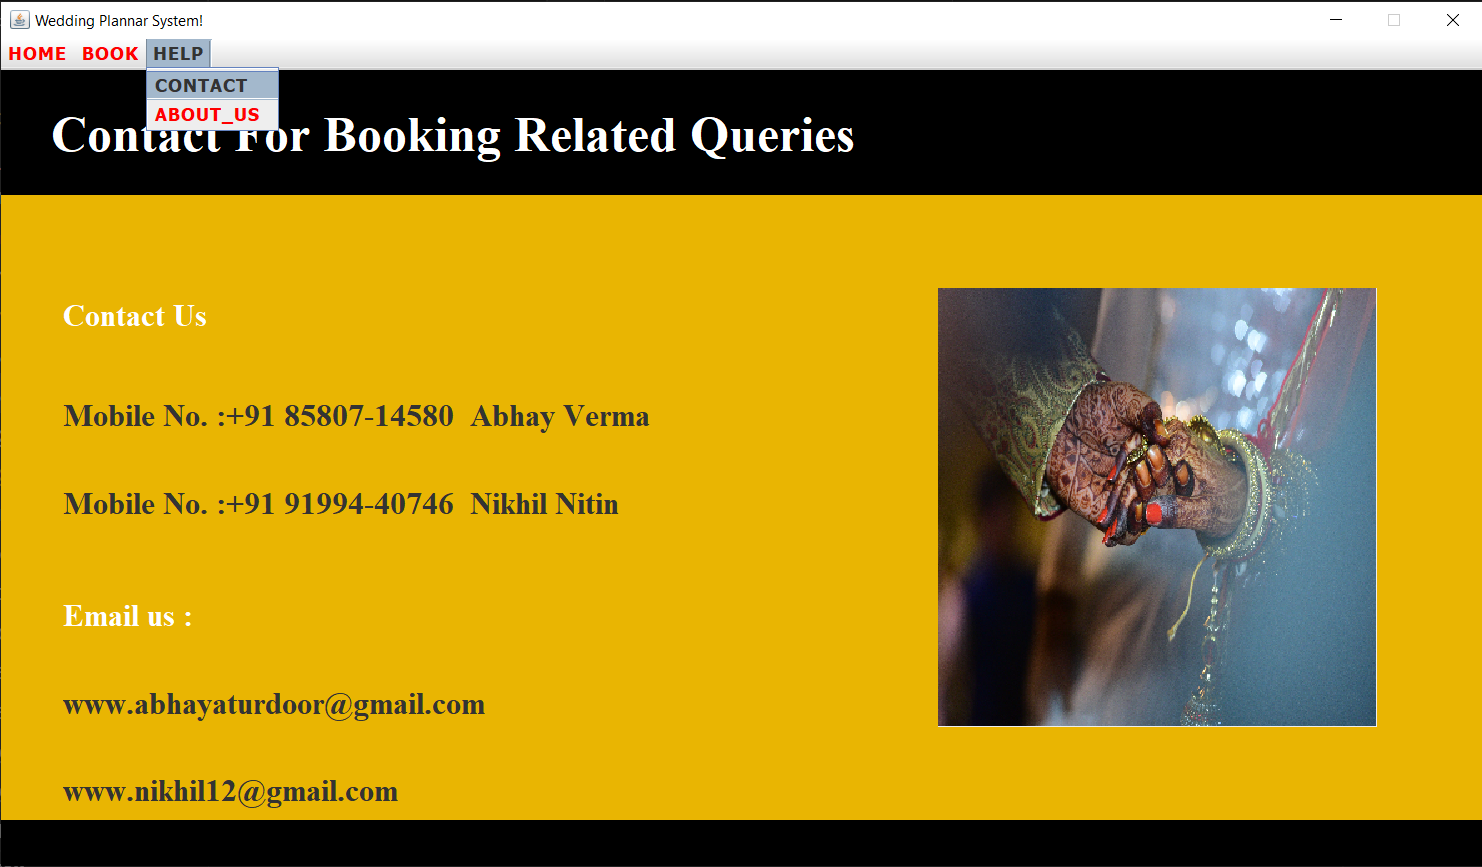 Wedding Plannar System!
HOME BOOK HELP
CONTACT
ABOUT_US
Contact For Booking Related Queries
Contact Us
Mobile No. :+91 85807-14580 Abhay Verma
Mobile No. :+91 91994-40746 Nikhil Nitin
Email us :
www.abhayaturdoor@gmail.com
www.nikhil12@gmail.com